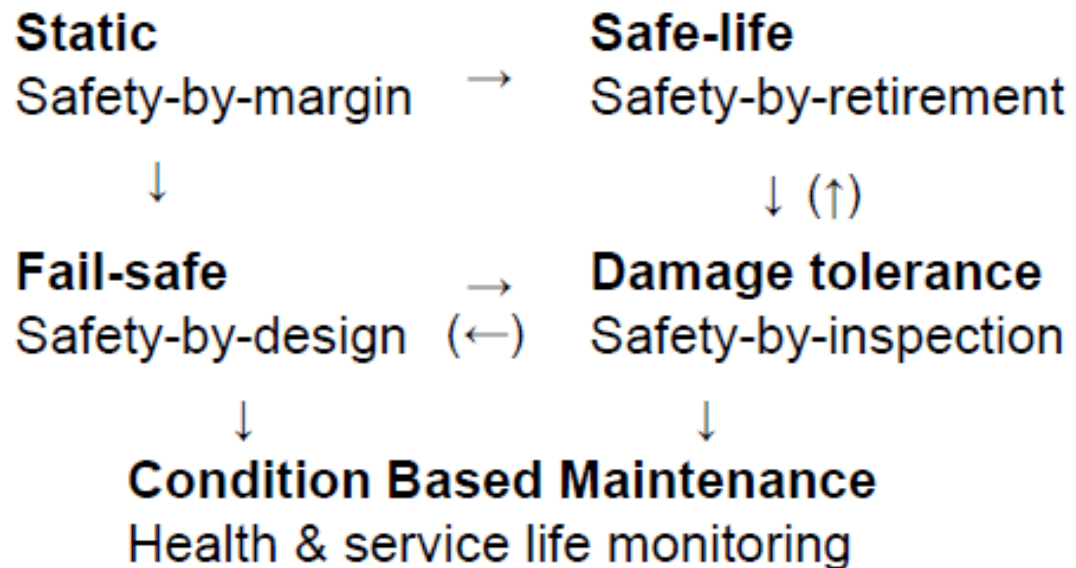 Static Safe-life
Safety-by-margin → Safety-by-retirement
↓ ↓ (↑)
Fail-safe → Damage tolerance
Safety-by-design (←) Safety-by-inspection
↓ ↓
Condition Based Maintenance
Health & service life monitoring